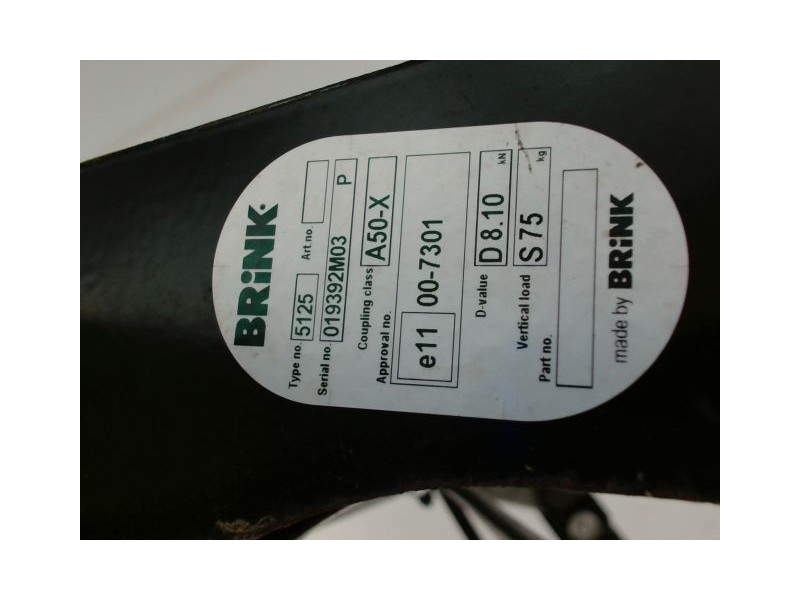 BRiNK
Type no. 5125 Art.no.
Serial no. 019392M03 P
Coupling class A50-X
Approval no.
e11 00-7301
D-value D 8.10 kN
Vertical load S 75 kg
Part no.
made by BRiNK